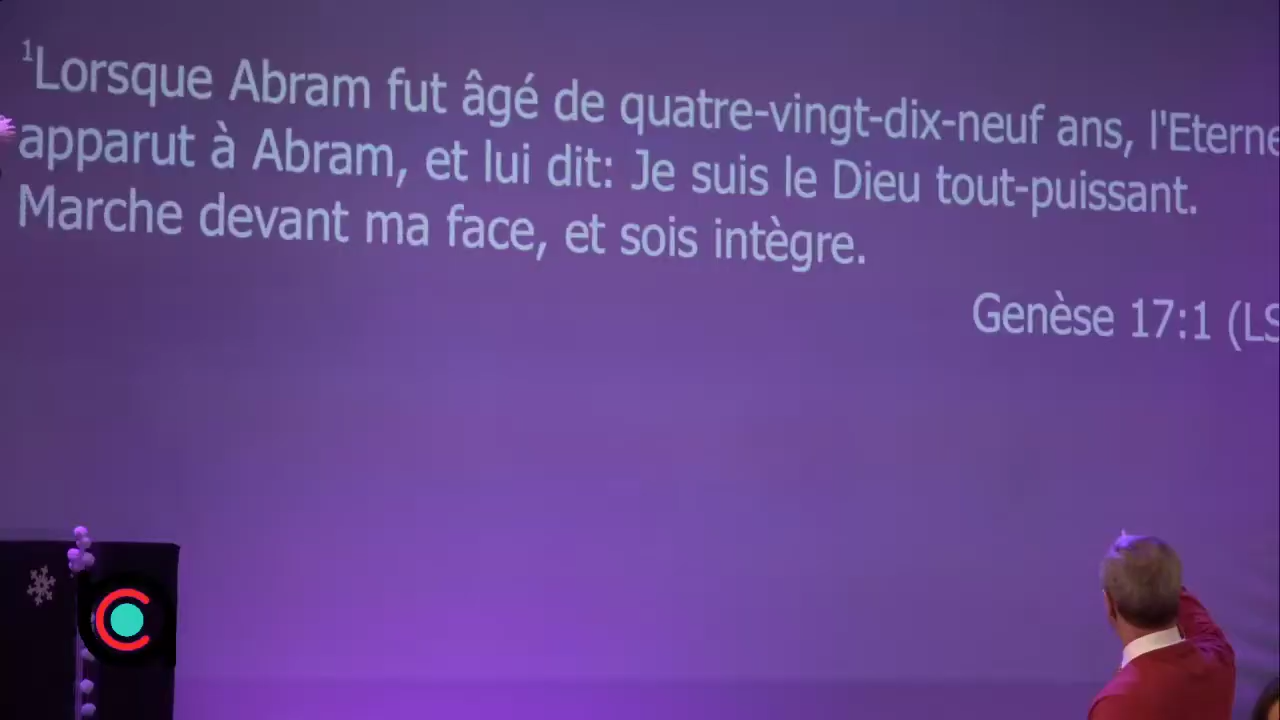 ¹Lorsque Abram fut âgé de quatre-vingt-dix-neuf ans, l'Eterne
apparut à Abram, et lui dit: Je suis le Dieu tout-puissant.
Marche devant ma face, et sois intègre.
Genèse 17:1 (LS